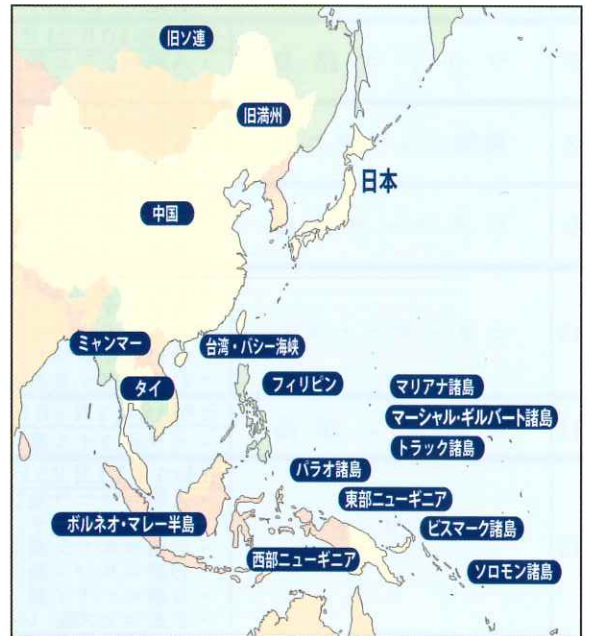 旧ソ連
旧満州
日本
中国
ミャンマー
台湾・バシー海峡
タイ
フィリピン
マリアナ諸島
マーシャル・ギルバート諸島
トラック諸島
パラオ諸島
東部ニューギニア
ボルネオ・マレー半島
ビスマーク諸島
西部ニューギニア
ソロモン諸島